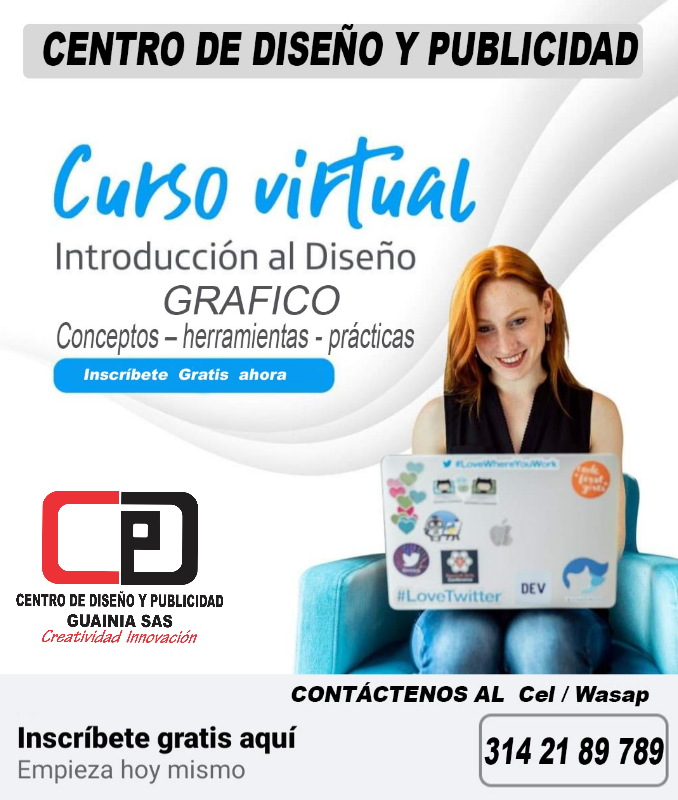 CENTRO DE DISEÑO Y PUBLICIDAD
Curso virtual
Introducción al Diseño
GRAFICO
Conceptos – herramientas - prácticas
Inscríbete Gratis ahora
#LoveWhereYouWork
DEV
#LoveTwitter
CENTRO DE DISEÑO Y PUBLICIDAD
GUAINIA SAS
Creatividad Innovación
CONTÁCTENOS AL Cel / Wasap
Inscríbete gratis aquí
Empieza hoy mismo
314 21 89 789